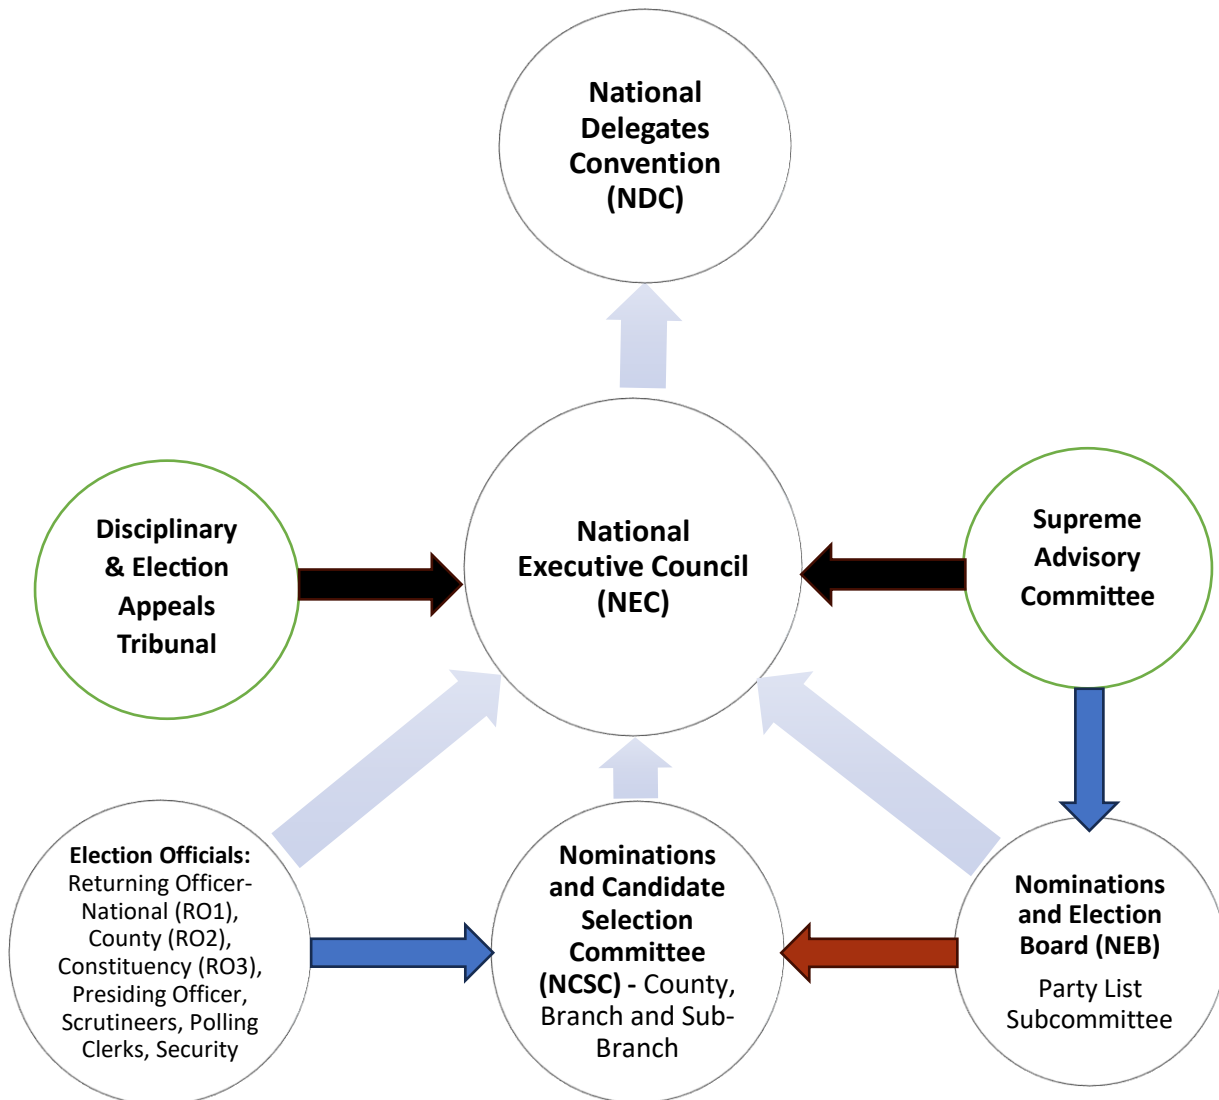 National
Delegates
Convention
(NDC)
Disciplinary
& Election
Appeals
Tribunal
National
Executive Council
(NEC)
Supreme
Advisory
Committee
Election Officials:
Returning Officer-
National (RO1),
County (RO2),
Constituency (RO3),
Presiding Officer,
Scrutineers, Polling
Clerks, Security
Nominations
and Candidate
Selection
Committee
(NCSC) - County,
Branch and Sub-
Branch
Nominations
and Election
Board (NEB)
Party List
Subcommittee